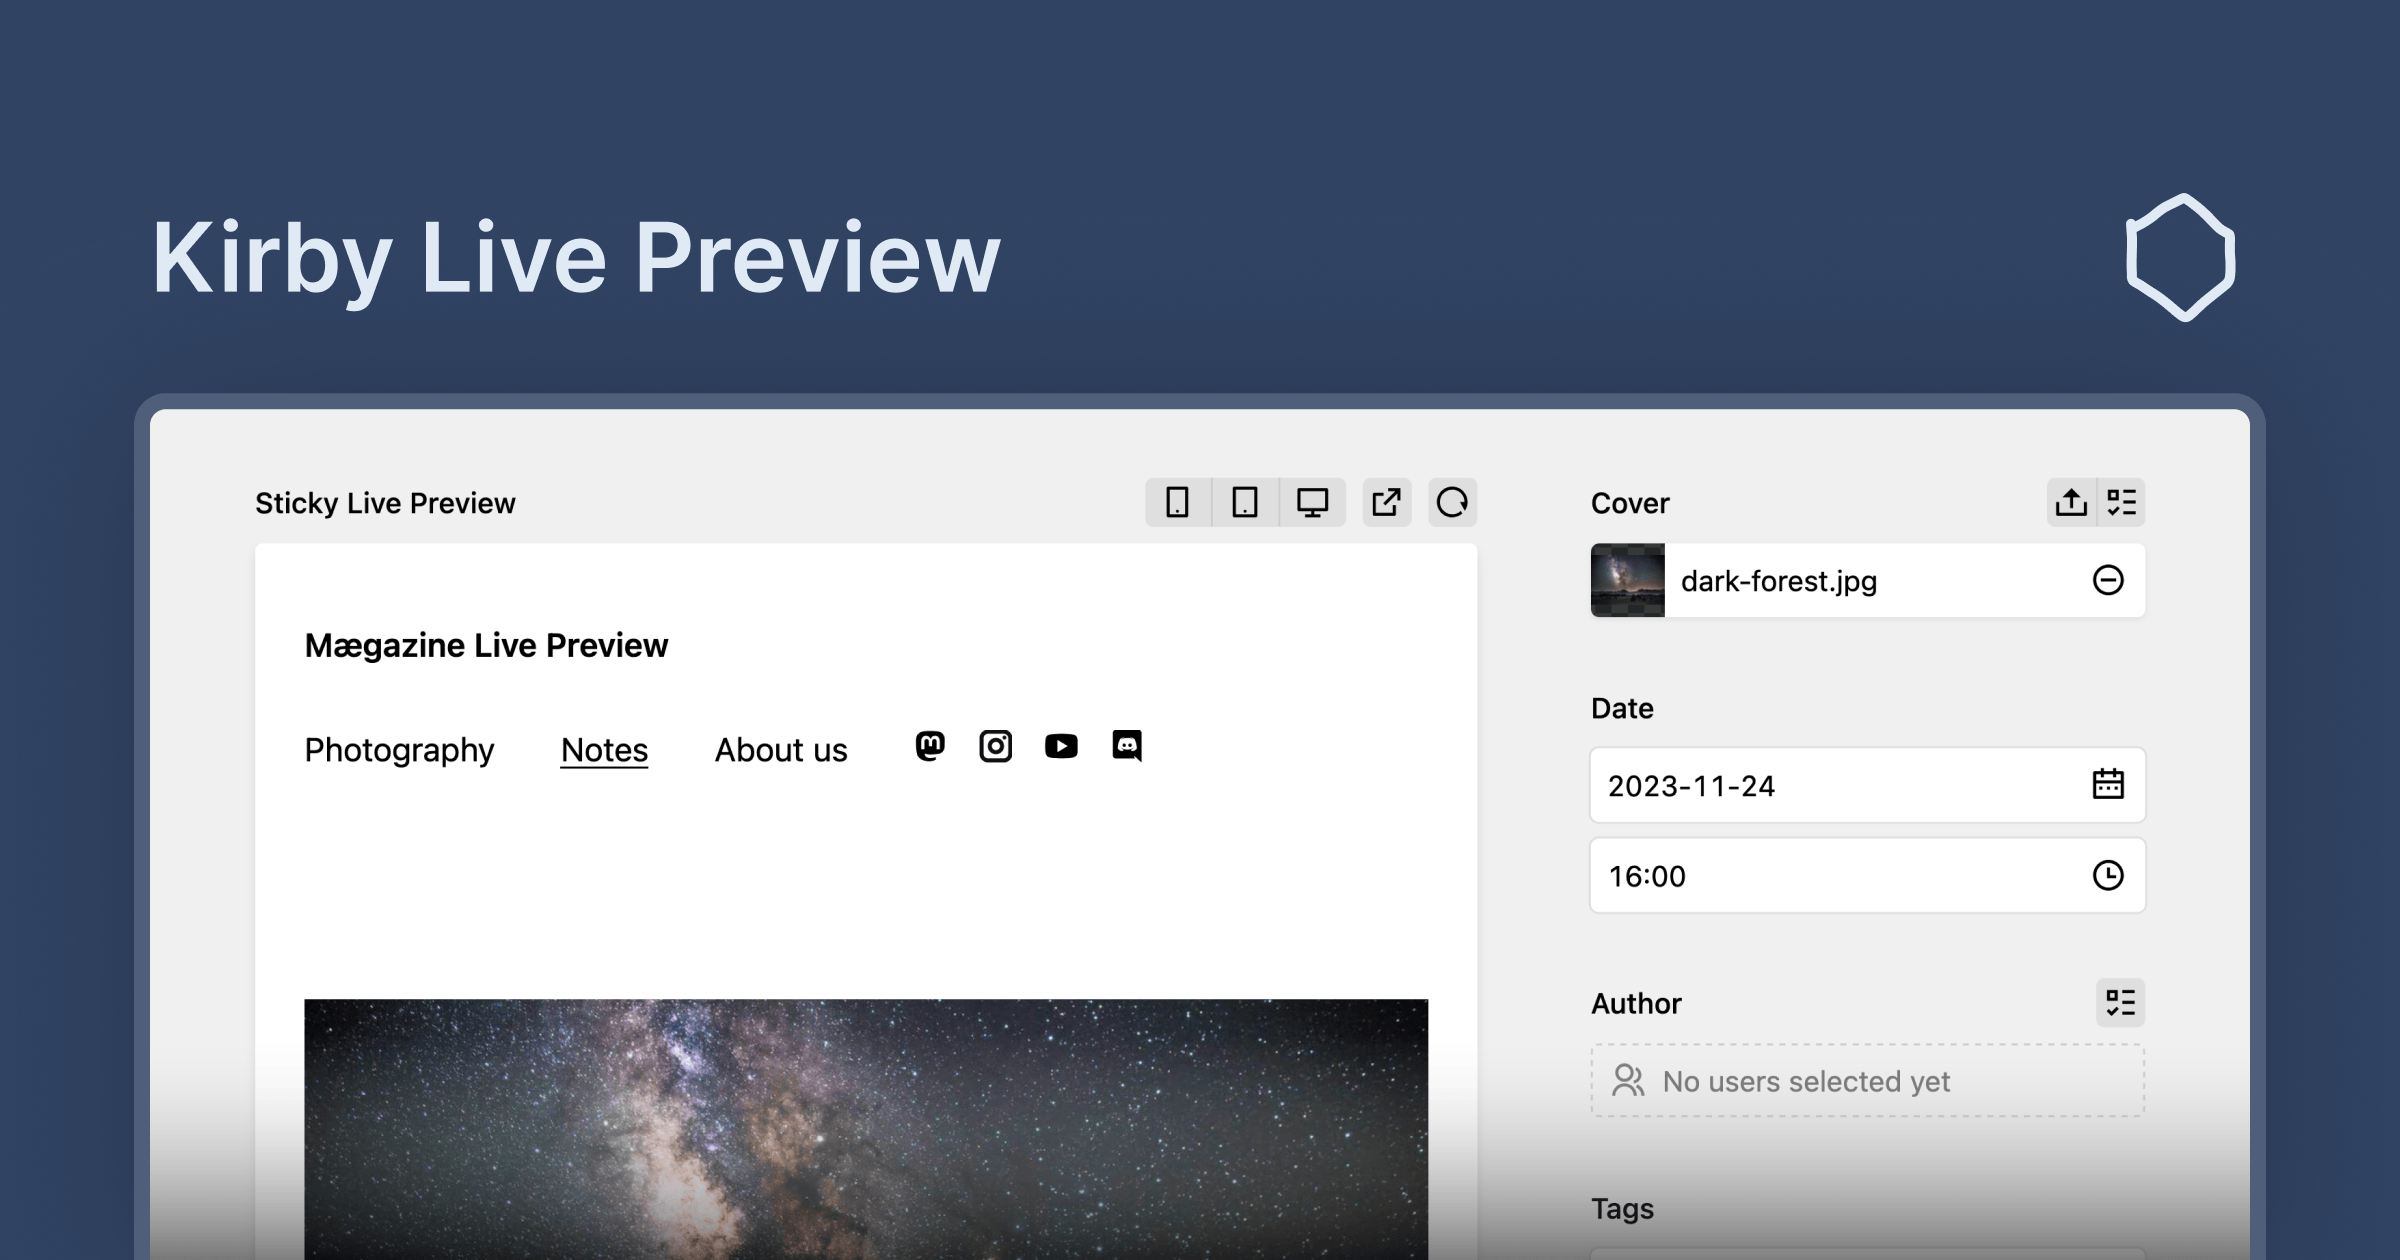 Kirby Live Preview
Sticky Live Preview
Mægazine Live Preview
Photography Notes About us
Cover
dark-forest.jpg
Date
2023-11-24
16:00
Author
No users selected yet
Tags